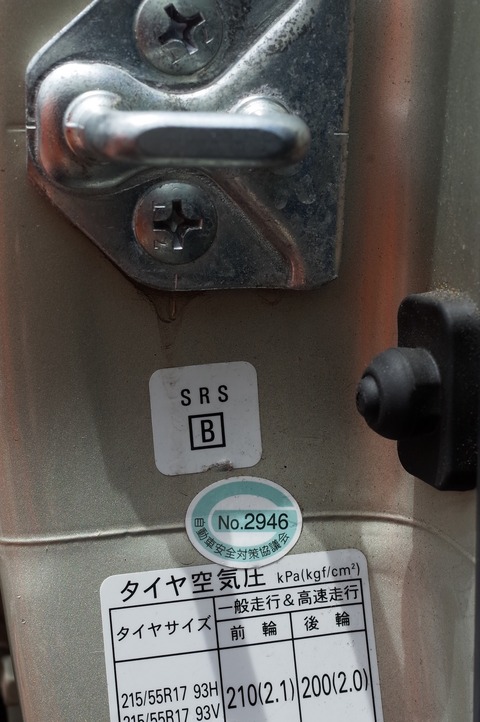 SRS
B
No.2946
自動車安全対策協議会
タイヤ空気圧 kPa(kgf/cm²)
タイヤサイズ
一般走行&高速走行
前輪 後輪
215/55R17 93H 210(2.1) 200(2.0)
215/55R17 93V